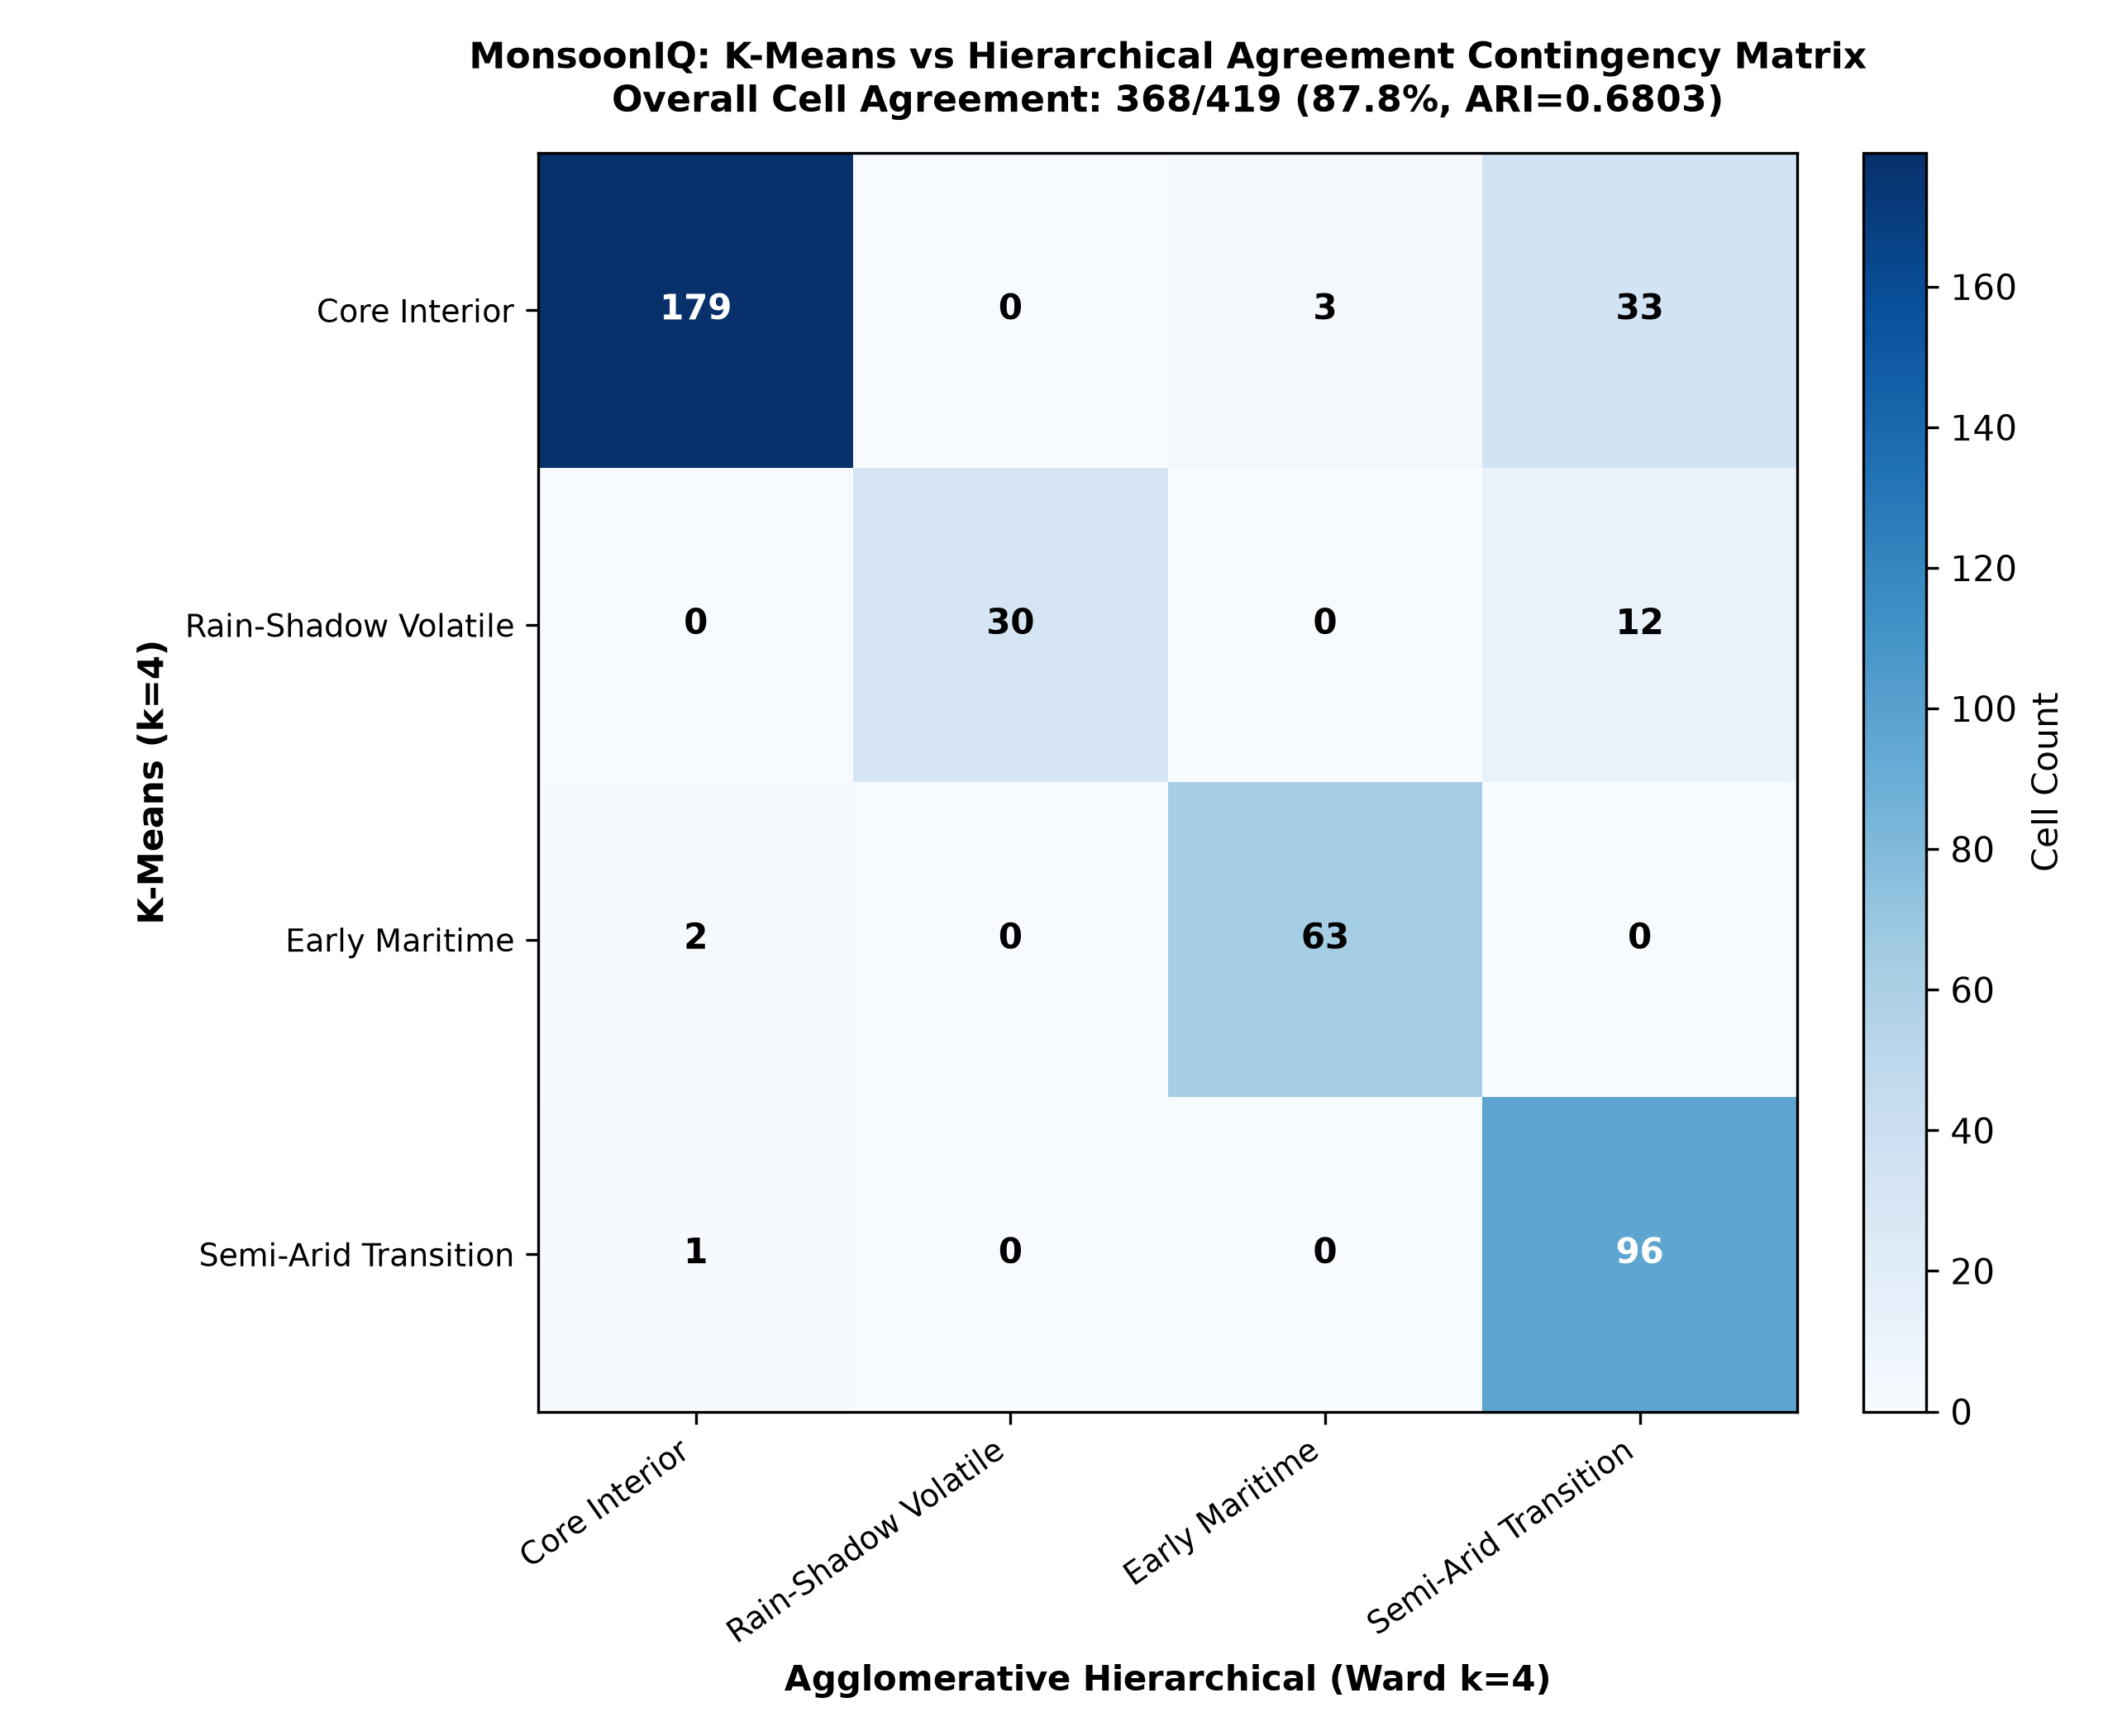 MonsoonIQ: K-Means vs Hierarchical Agreement Contingency Matrix
Overall Cell Agreement: 368/419 (87.8%, ARI=0.6803)
K-Means (k=4)
Core Interior
179
0
3
33
Rain-Shadow Volatile
0
30
0
12
Early Maritime
2
0
63
0
Semi-Arid Transition
1
0
0
96
Core Interior
Rain-Shadow Volatile
Early Maritime
Semi-Arid Transition
Agglomerative Hierarchical (Ward k=4)
160
140
120
100
80
60
40
20
0
Cell Count